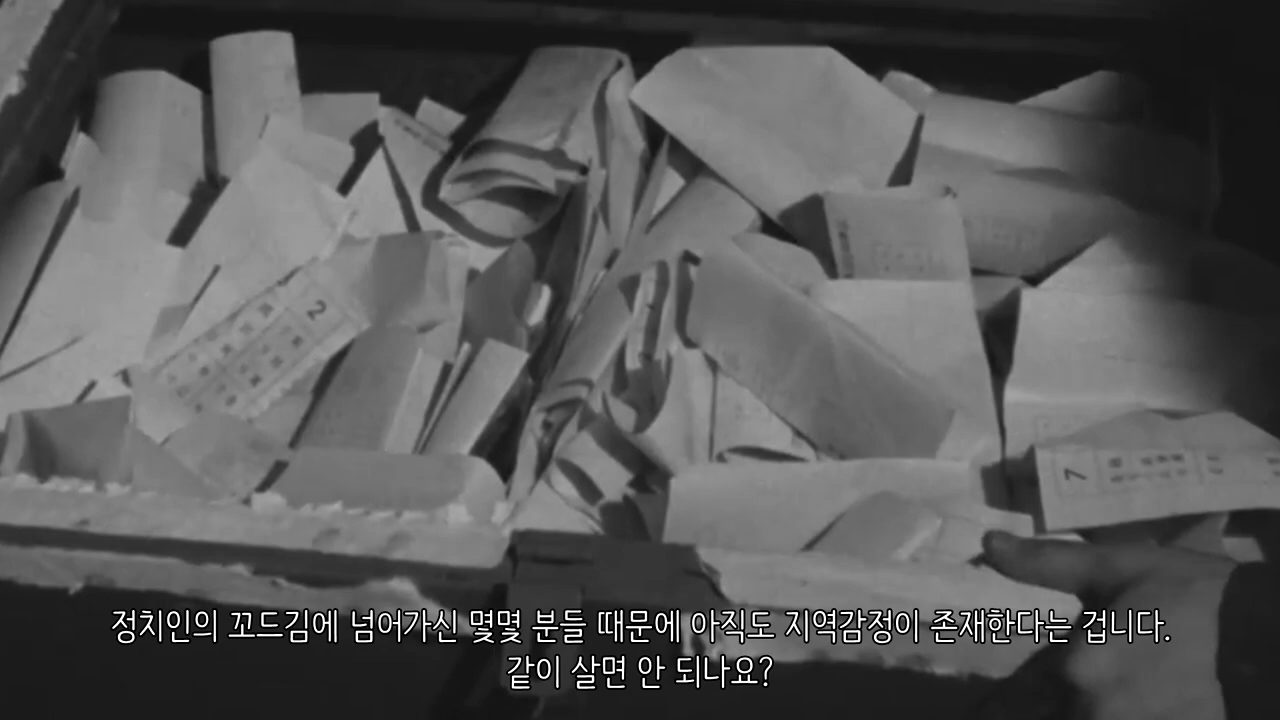 2
7
정치인의 꼬드김에 넘어가신 몇몇 분들 때문에 아직도 지역감정이 존재한다는 겁니다.
같이 살면 안 되나요?